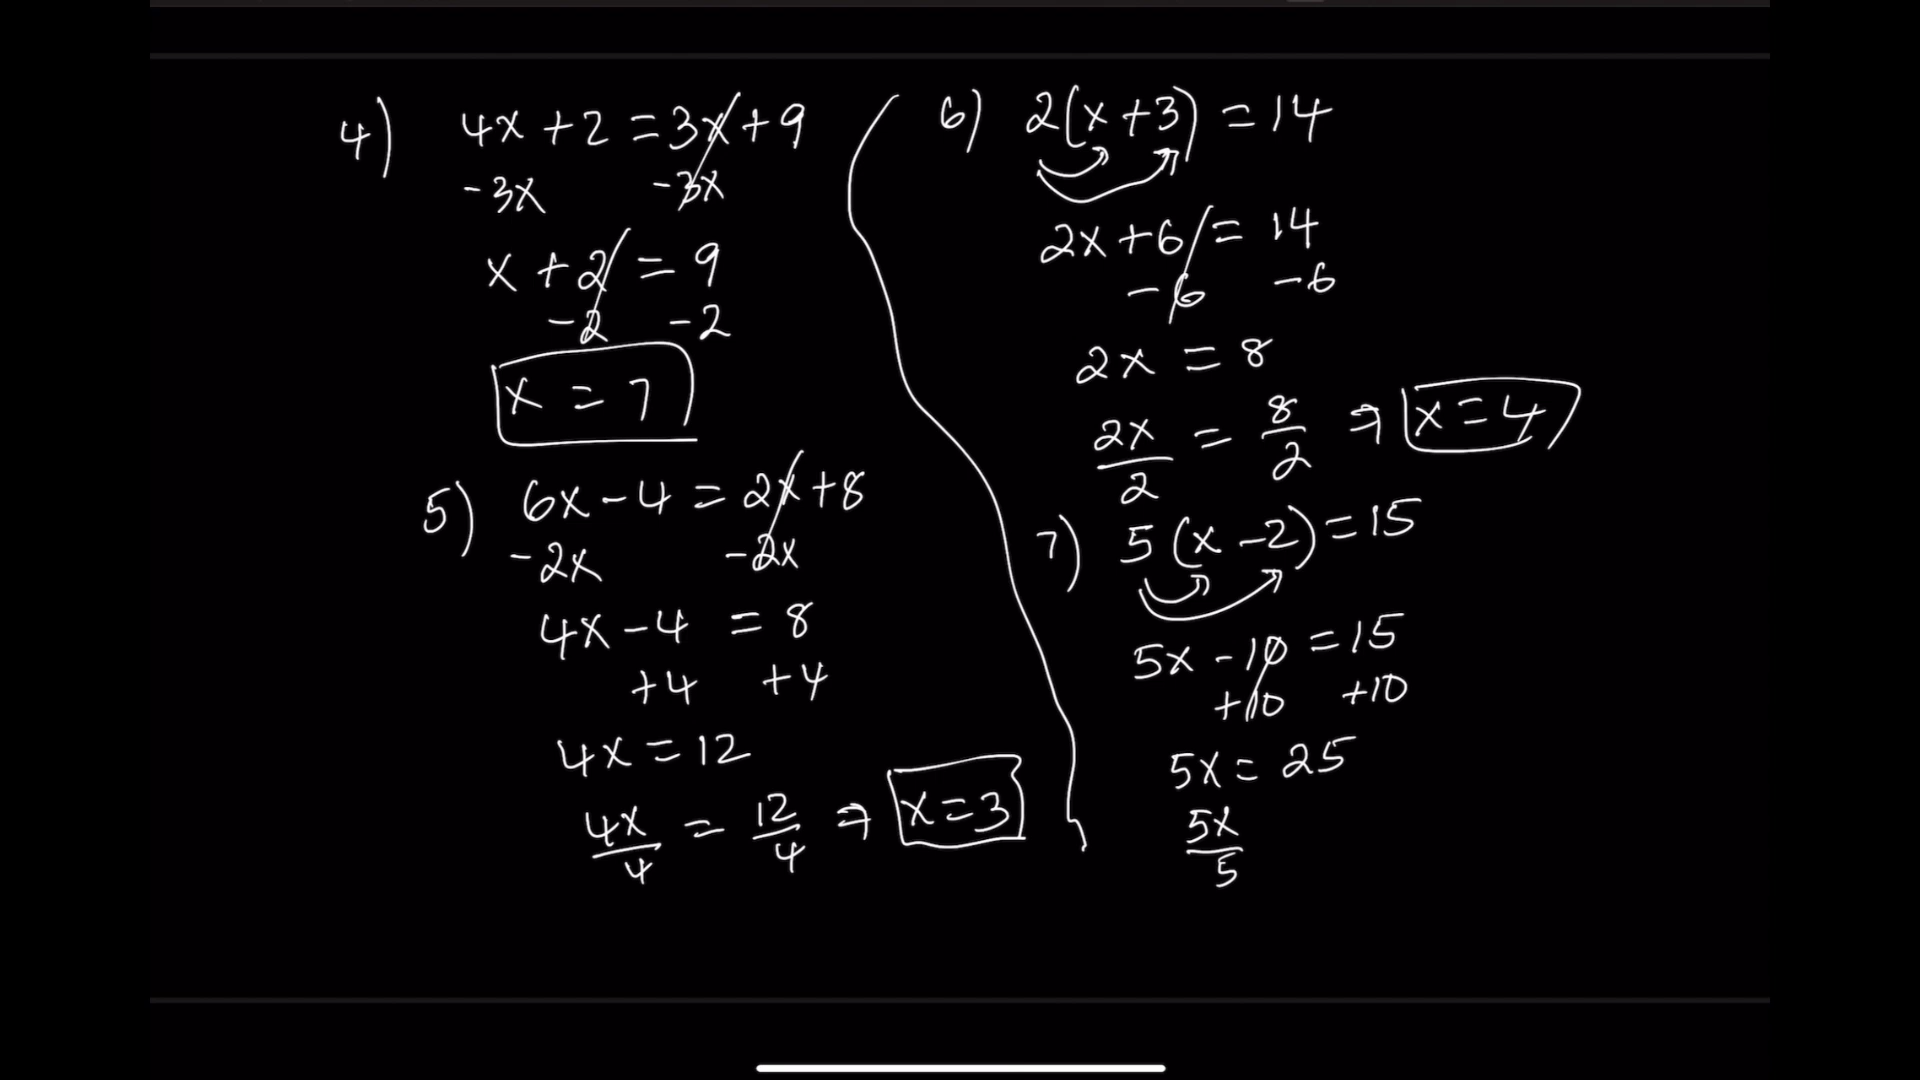 4) 4x + 2 = 3x + 9
-3x -3x
x + 2 = 9
-2 -2
x = 7
5) 6x - 4 = 2x + 8
-2x -2x
4x - 4 = 8
+4 +4
4x = 12
4x/4 = 12/4 ⇒ x = 3
6) 2(x + 3) = 14
2x + 6 = 14
-6 -6
2x = 8
2x/2 = 8/2 ⇒ x = 4
7) 5(x - 2) = 15
5x - 10 = 15
+10 +10
5x = 25
5x/5